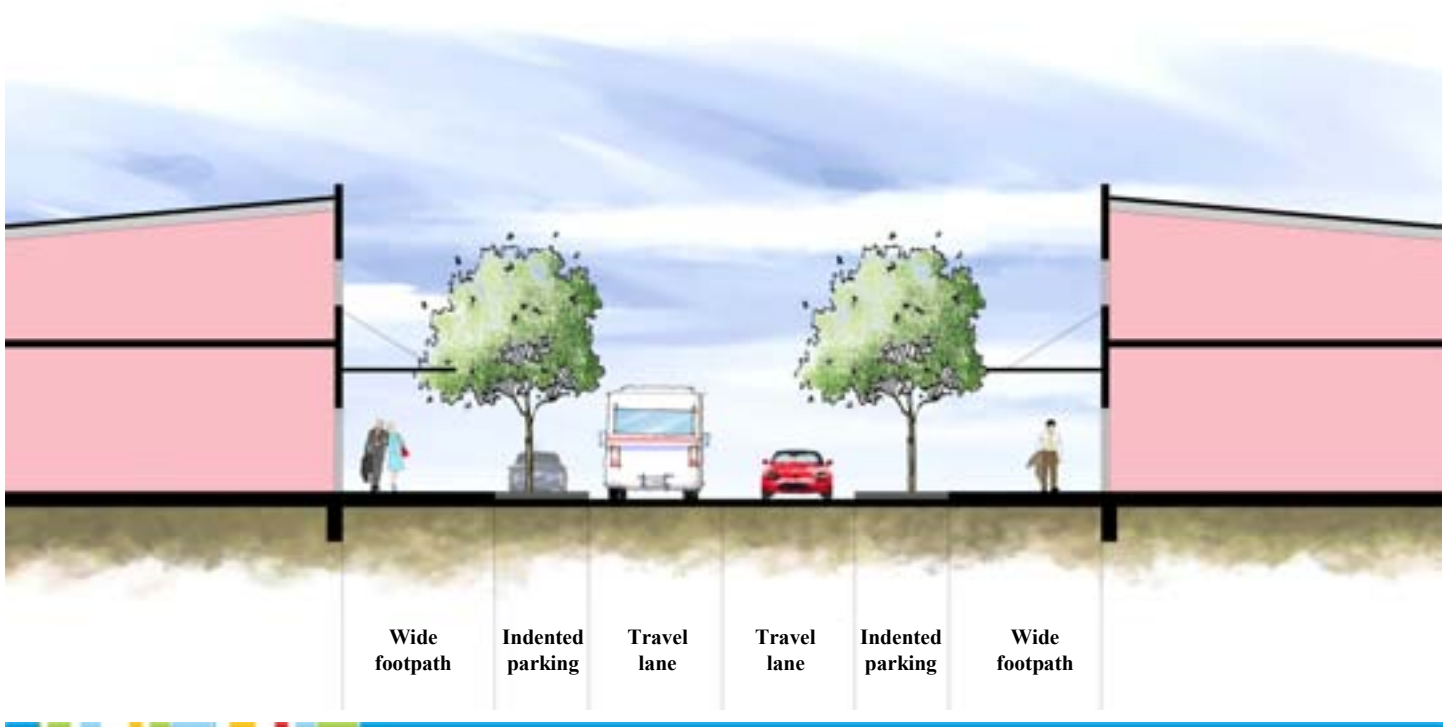 Wide
footpath
Indented
parking
Travel
lane
Travel
lane
Indented
parking
Wide
footpath